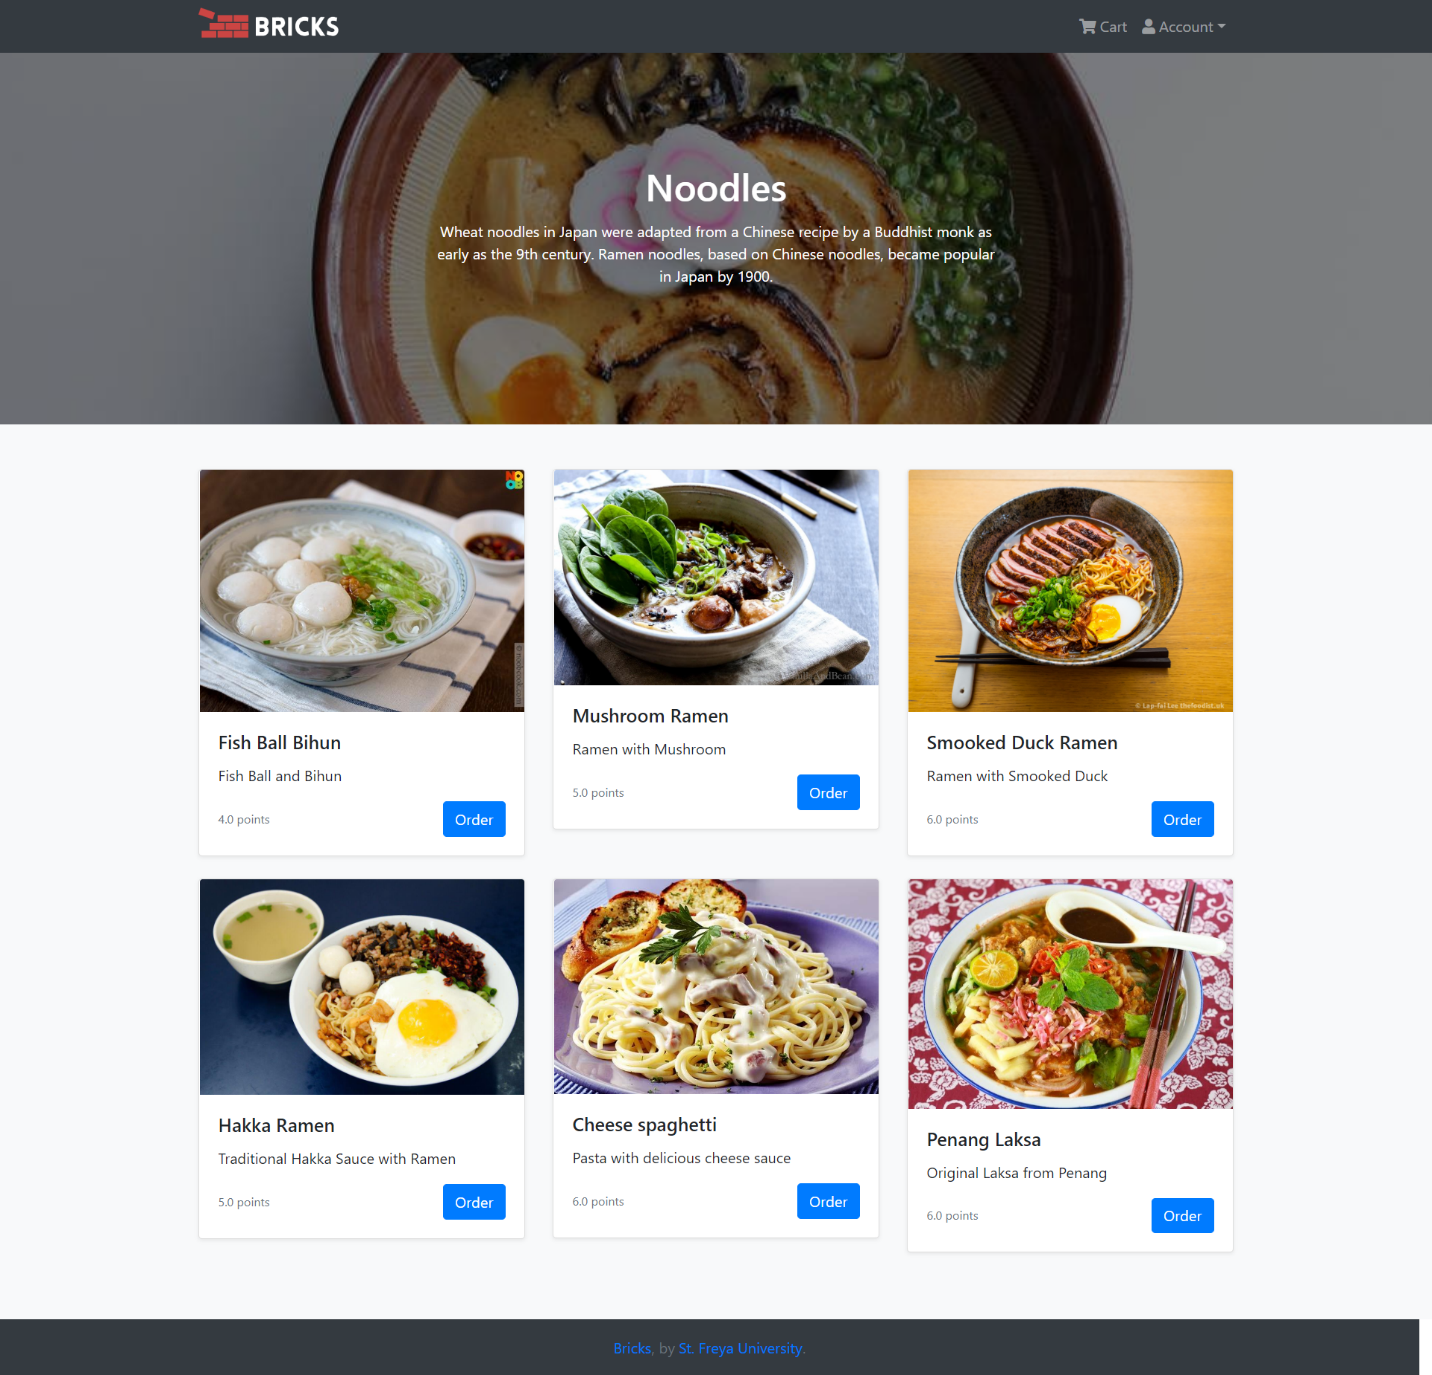 BRICKS
Cart
Account
Noodles
Wheat noodles in Japan were adapted from a Chinese recipe by a Buddhist monk as
early as the 9th century. Ramen noodles, based on Chinese noodles, became popular
in Japan by 1900.
NOOB
Fish Ball Bihun
Fish Ball and Bihun
4.0 points
Order
Mushroom Ramen
Ramen with Mushroom
5.0 points
Order
Smooked Duck Ramen
Ramen with Smooked Duck
6.0 points
Order
Hakka Ramen
Traditional Hakka Sauce with Ramen
5.0 points
Order
Cheese spaghetti
Pasta with delicious cheese sauce
6.0 points
Order
Penang Laksa
Original Laksa from Penang
6.0 points
Order
Bricks, by St. Freya University.